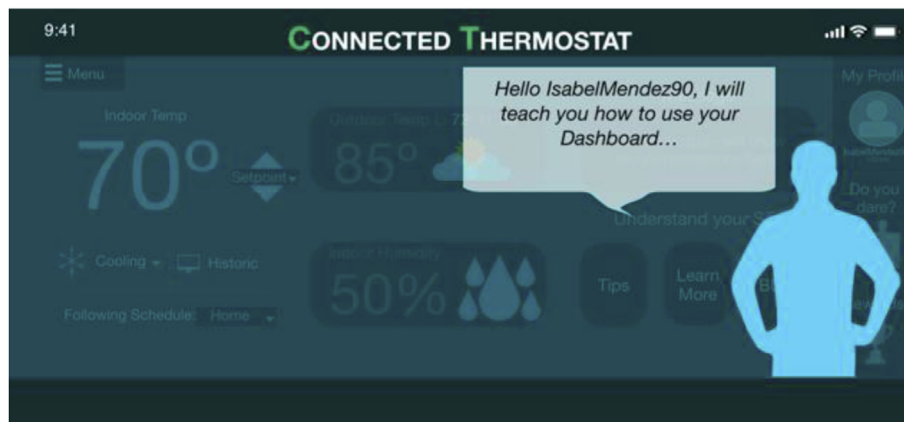 9:41
CONNECTED THERMOSTAT
Menu
My Profil
Hello IsabelMendez90, I will
teach you how to use your
Dashboard…
Indoor Temp
Outdoor Temp
70°
Setpoint
85°
Do you
dare?
Understand your S
Cooling
Historic
Indoor Humidity
50%
Tips
Learn
More
Following Schedule: Home